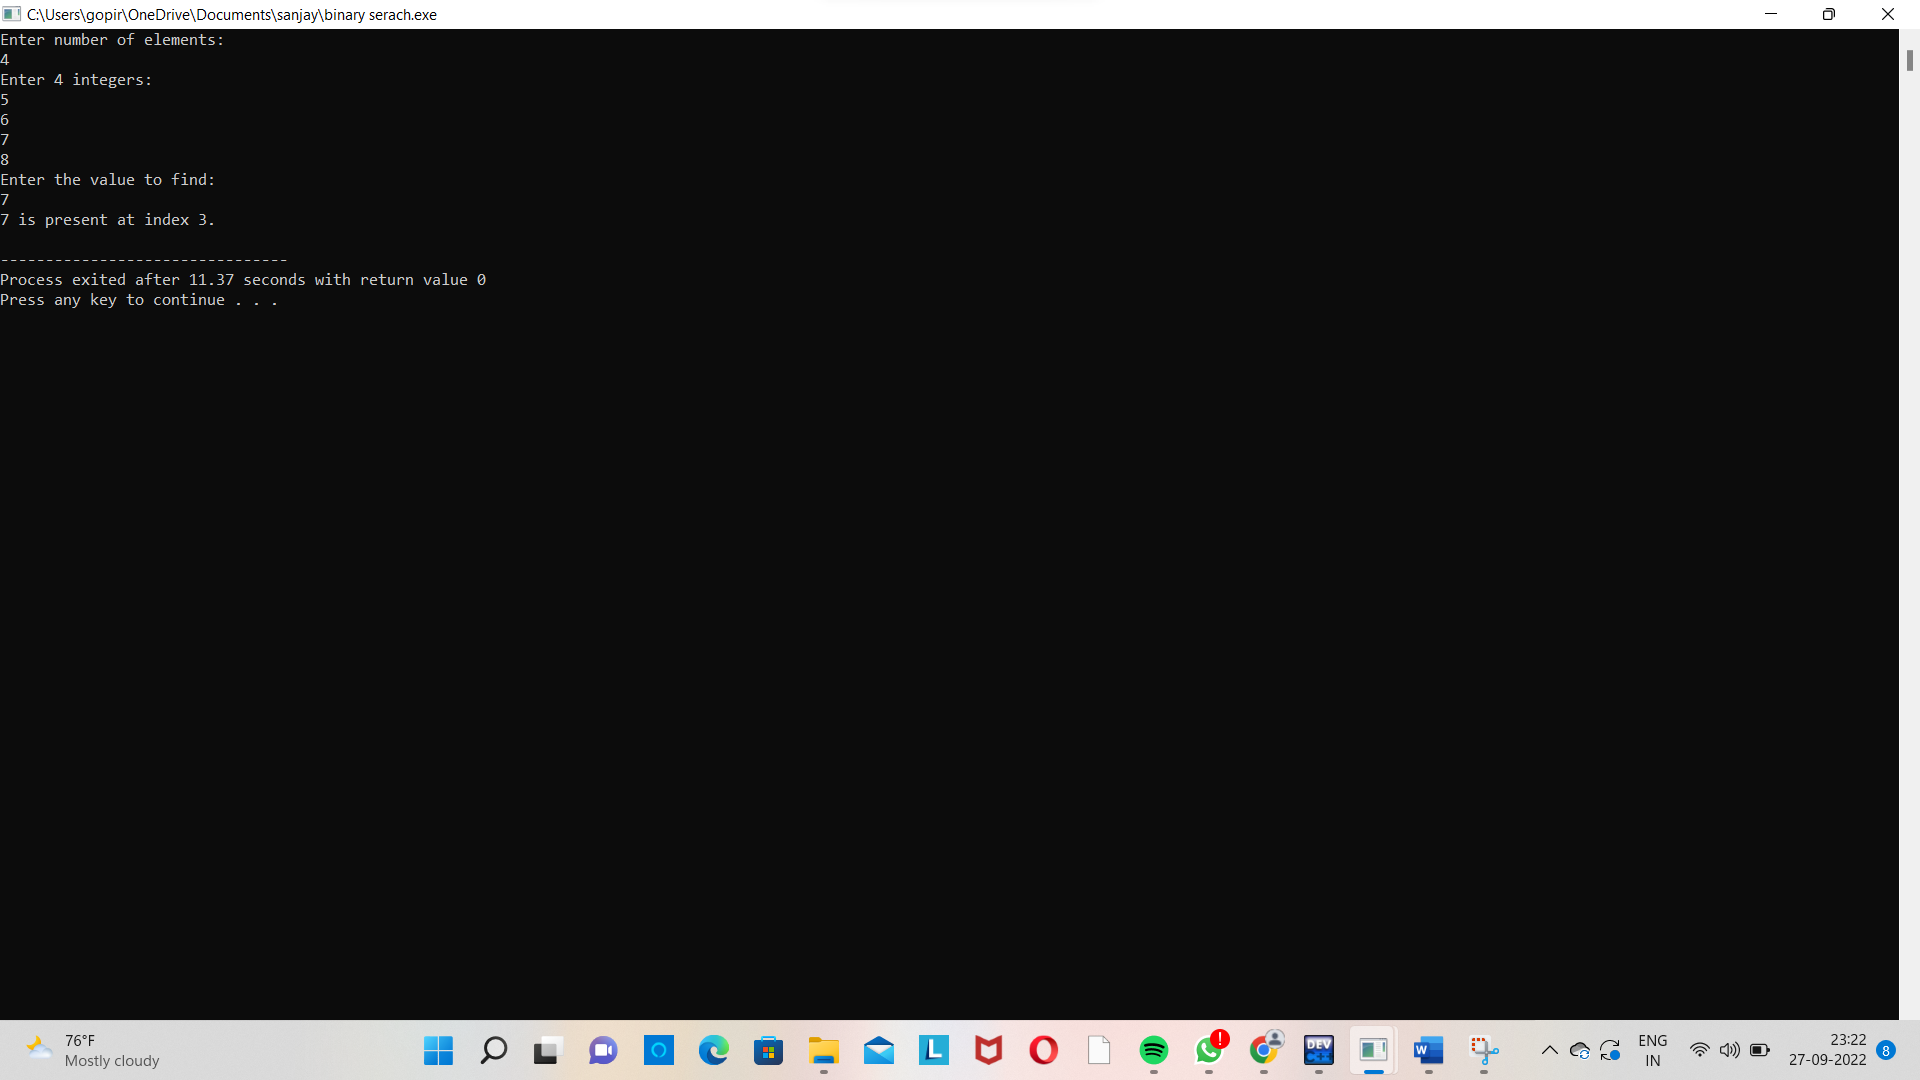 C:\Users\gopir\OneDrive\Documents\sanjay\binary serach.exe
Enter number of elements:
4
Enter 4 integers:
5
6
7
8
Enter the value to find:
7
7 is present at index 3.
--------------------------------
Process exited after 11.37 seconds with return value 0
Press any key to continue . . .
76°F
Mostly cloudy
L
DEV
C++
W
!
ENG
IN
23:22
27-09-2022
8